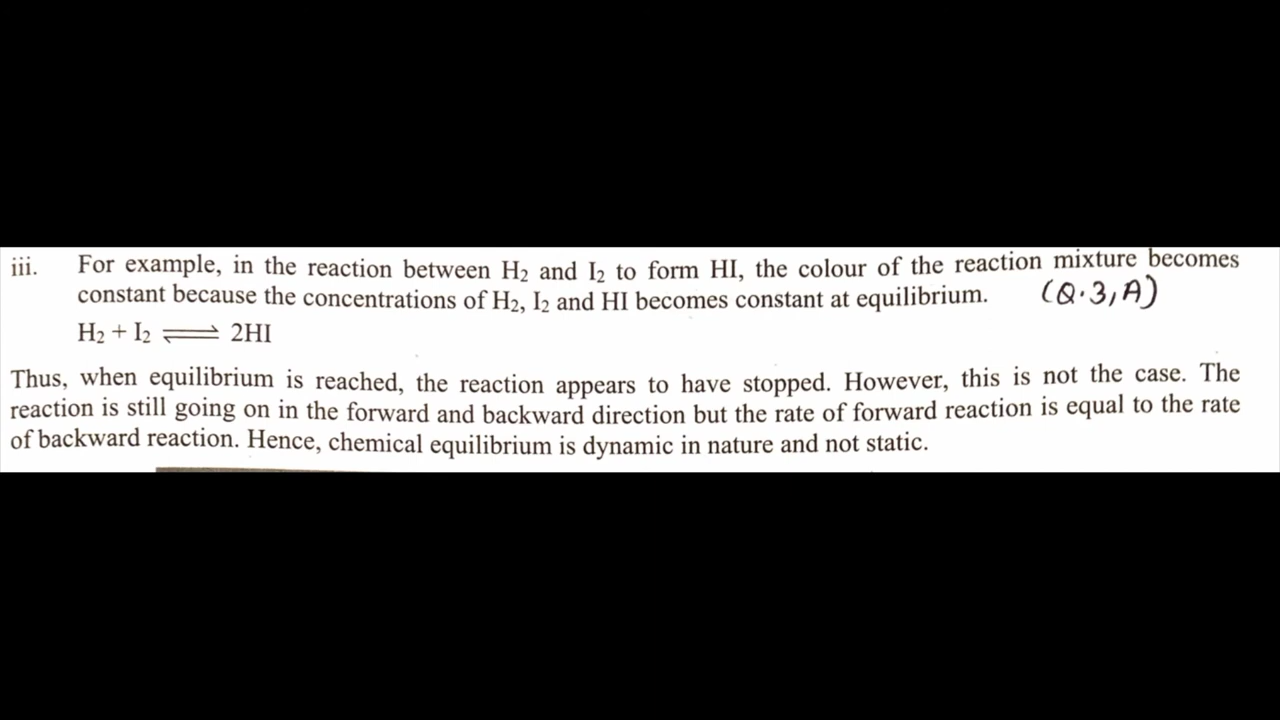 iii. For example, in the reaction between H₂ and I₂ to form HI, the colour of the reaction mixture becomes
constant because the concentrations of H₂, I₂ and HI becomes constant at equilibrium. (Q.3,A)
H₂ + I₂ ⇌ 2HI
Thus, when equilibrium is reached, the reaction appears to have stopped. However, this is not the case. The
reaction is still going on in the forward and backward direction but the rate of forward reaction is equal to the rate
of backward reaction. Hence, chemical equilibrium is dynamic in nature and not static.